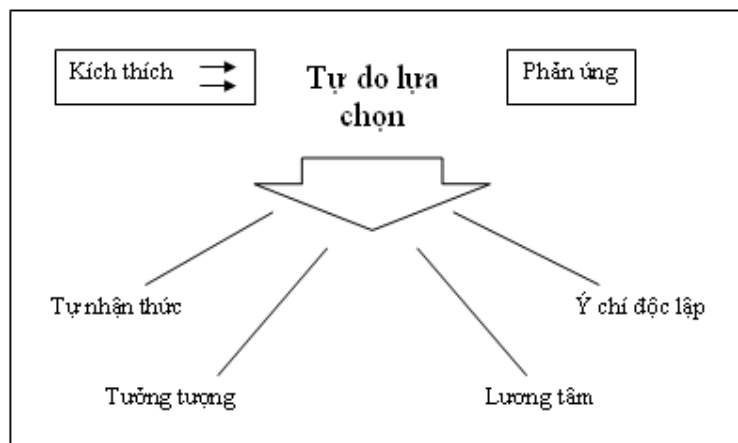 Kích thích
Tự do lựa
chọn
Phản ứng
Tự nhận thức
Ý chí độc lập
Tưởng tượng
Lương tâm